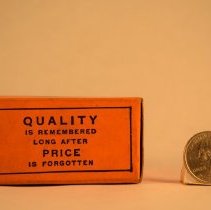 QUALITY
IS REMEMBERED
LONG AFTER
PRICE
IS FORGOTTEN